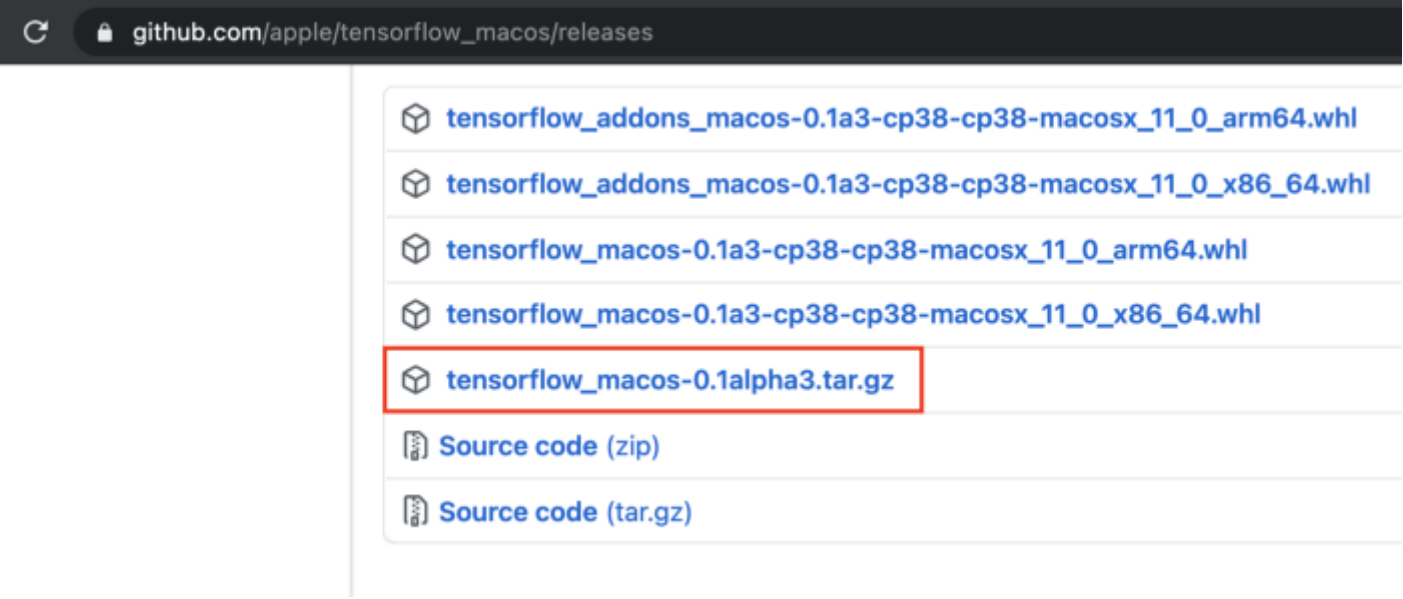 github.com/apple/tensorflow_macos/releases
tensorflow_addons_macos-0.1a3-cp38-cp38-macosx_11_0_arm64.whl
tensorflow_addons_macos-0.1a3-cp38-cp38-macosx_11_0_x86_64.whl
tensorflow_macos-0.1a3-cp38-cp38-macosx_11_0_arm64.whl
tensorflow_macos-0.1a3-cp38-cp38-macosx_11_0_x86_64.whl
tensorflow_macos-0.1alpha3.tar.gz
Source code (zip)
Source code (tar.gz)